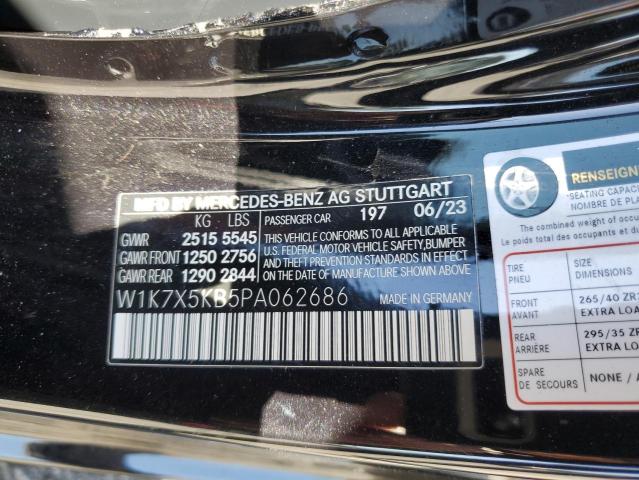 MFD BY MERCEDES-BENZ AG STUTTGART
KG LBS PASSENGER CAR 197 06/23
GVWR 2515 5545
GAWR FRONT 1250 2756
GAWR REAR 1290 2844
THIS VEHICLE CONFORMS TO ALL APPLICABLE
U.S. FEDERAL MOTOR VEHICLE SAFETY, BUMPER
AND THEFT PREVENTION STANDARDS IN EFFECT
ON THE DATE OF MANUFACTURE SHOWN ABOVE
W1K7X5KB5PA062686 MADE IN GERMANY
RENSEIGN
SEATING CAPAC
NOMBRE DE PLA
The combined weight of occup
Le poids total des occupants et du
TIRE
PNEU
SIZE
DIMENSIONS
FRONT
AVANT
265/40 ZR
EXTRA LOA
REAR
ARRIÈRE
295/35 ZR
EXTRA LOA
SPARE
DE SECOURS
NONE / A